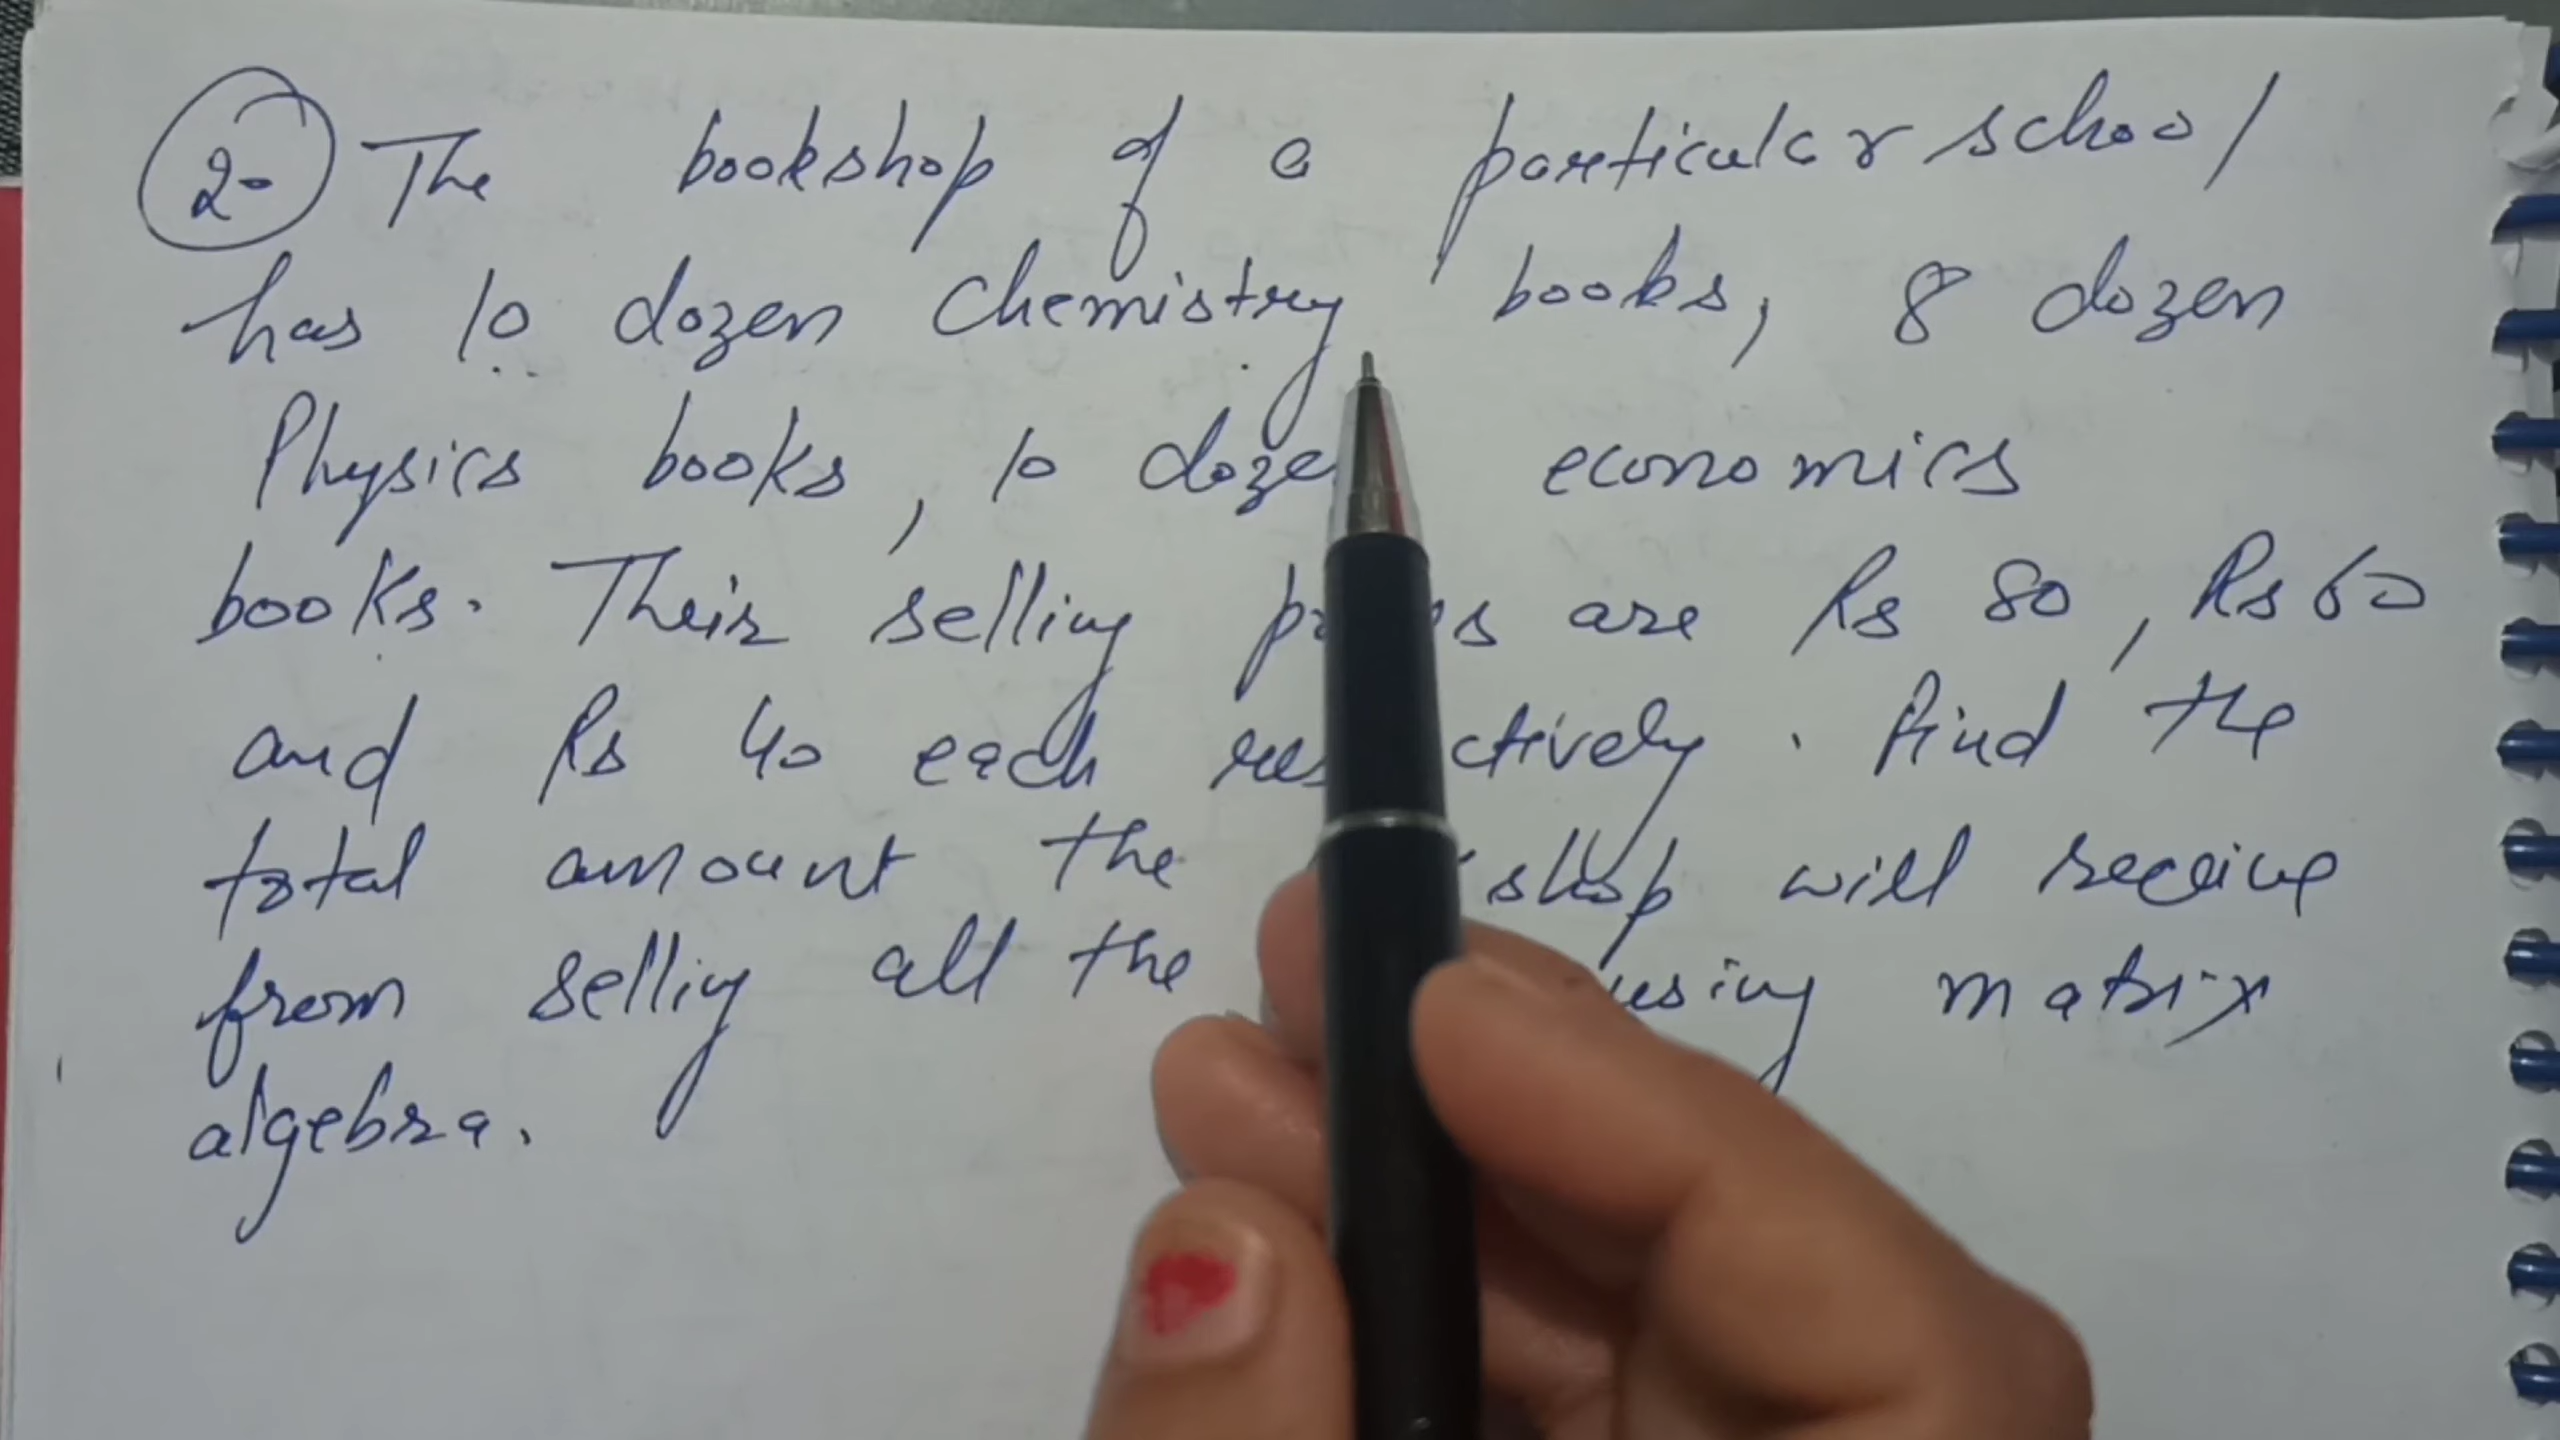 2- The bookshop of a particular school
has 10 dozen Chemistry books, 8 dozen
Physics books, 10 dozen economics
books. Their selling are Rs 80, Rs 60
and Rs 40 each. find the
total amount the will receive
from selling all the using matrix
algebra.